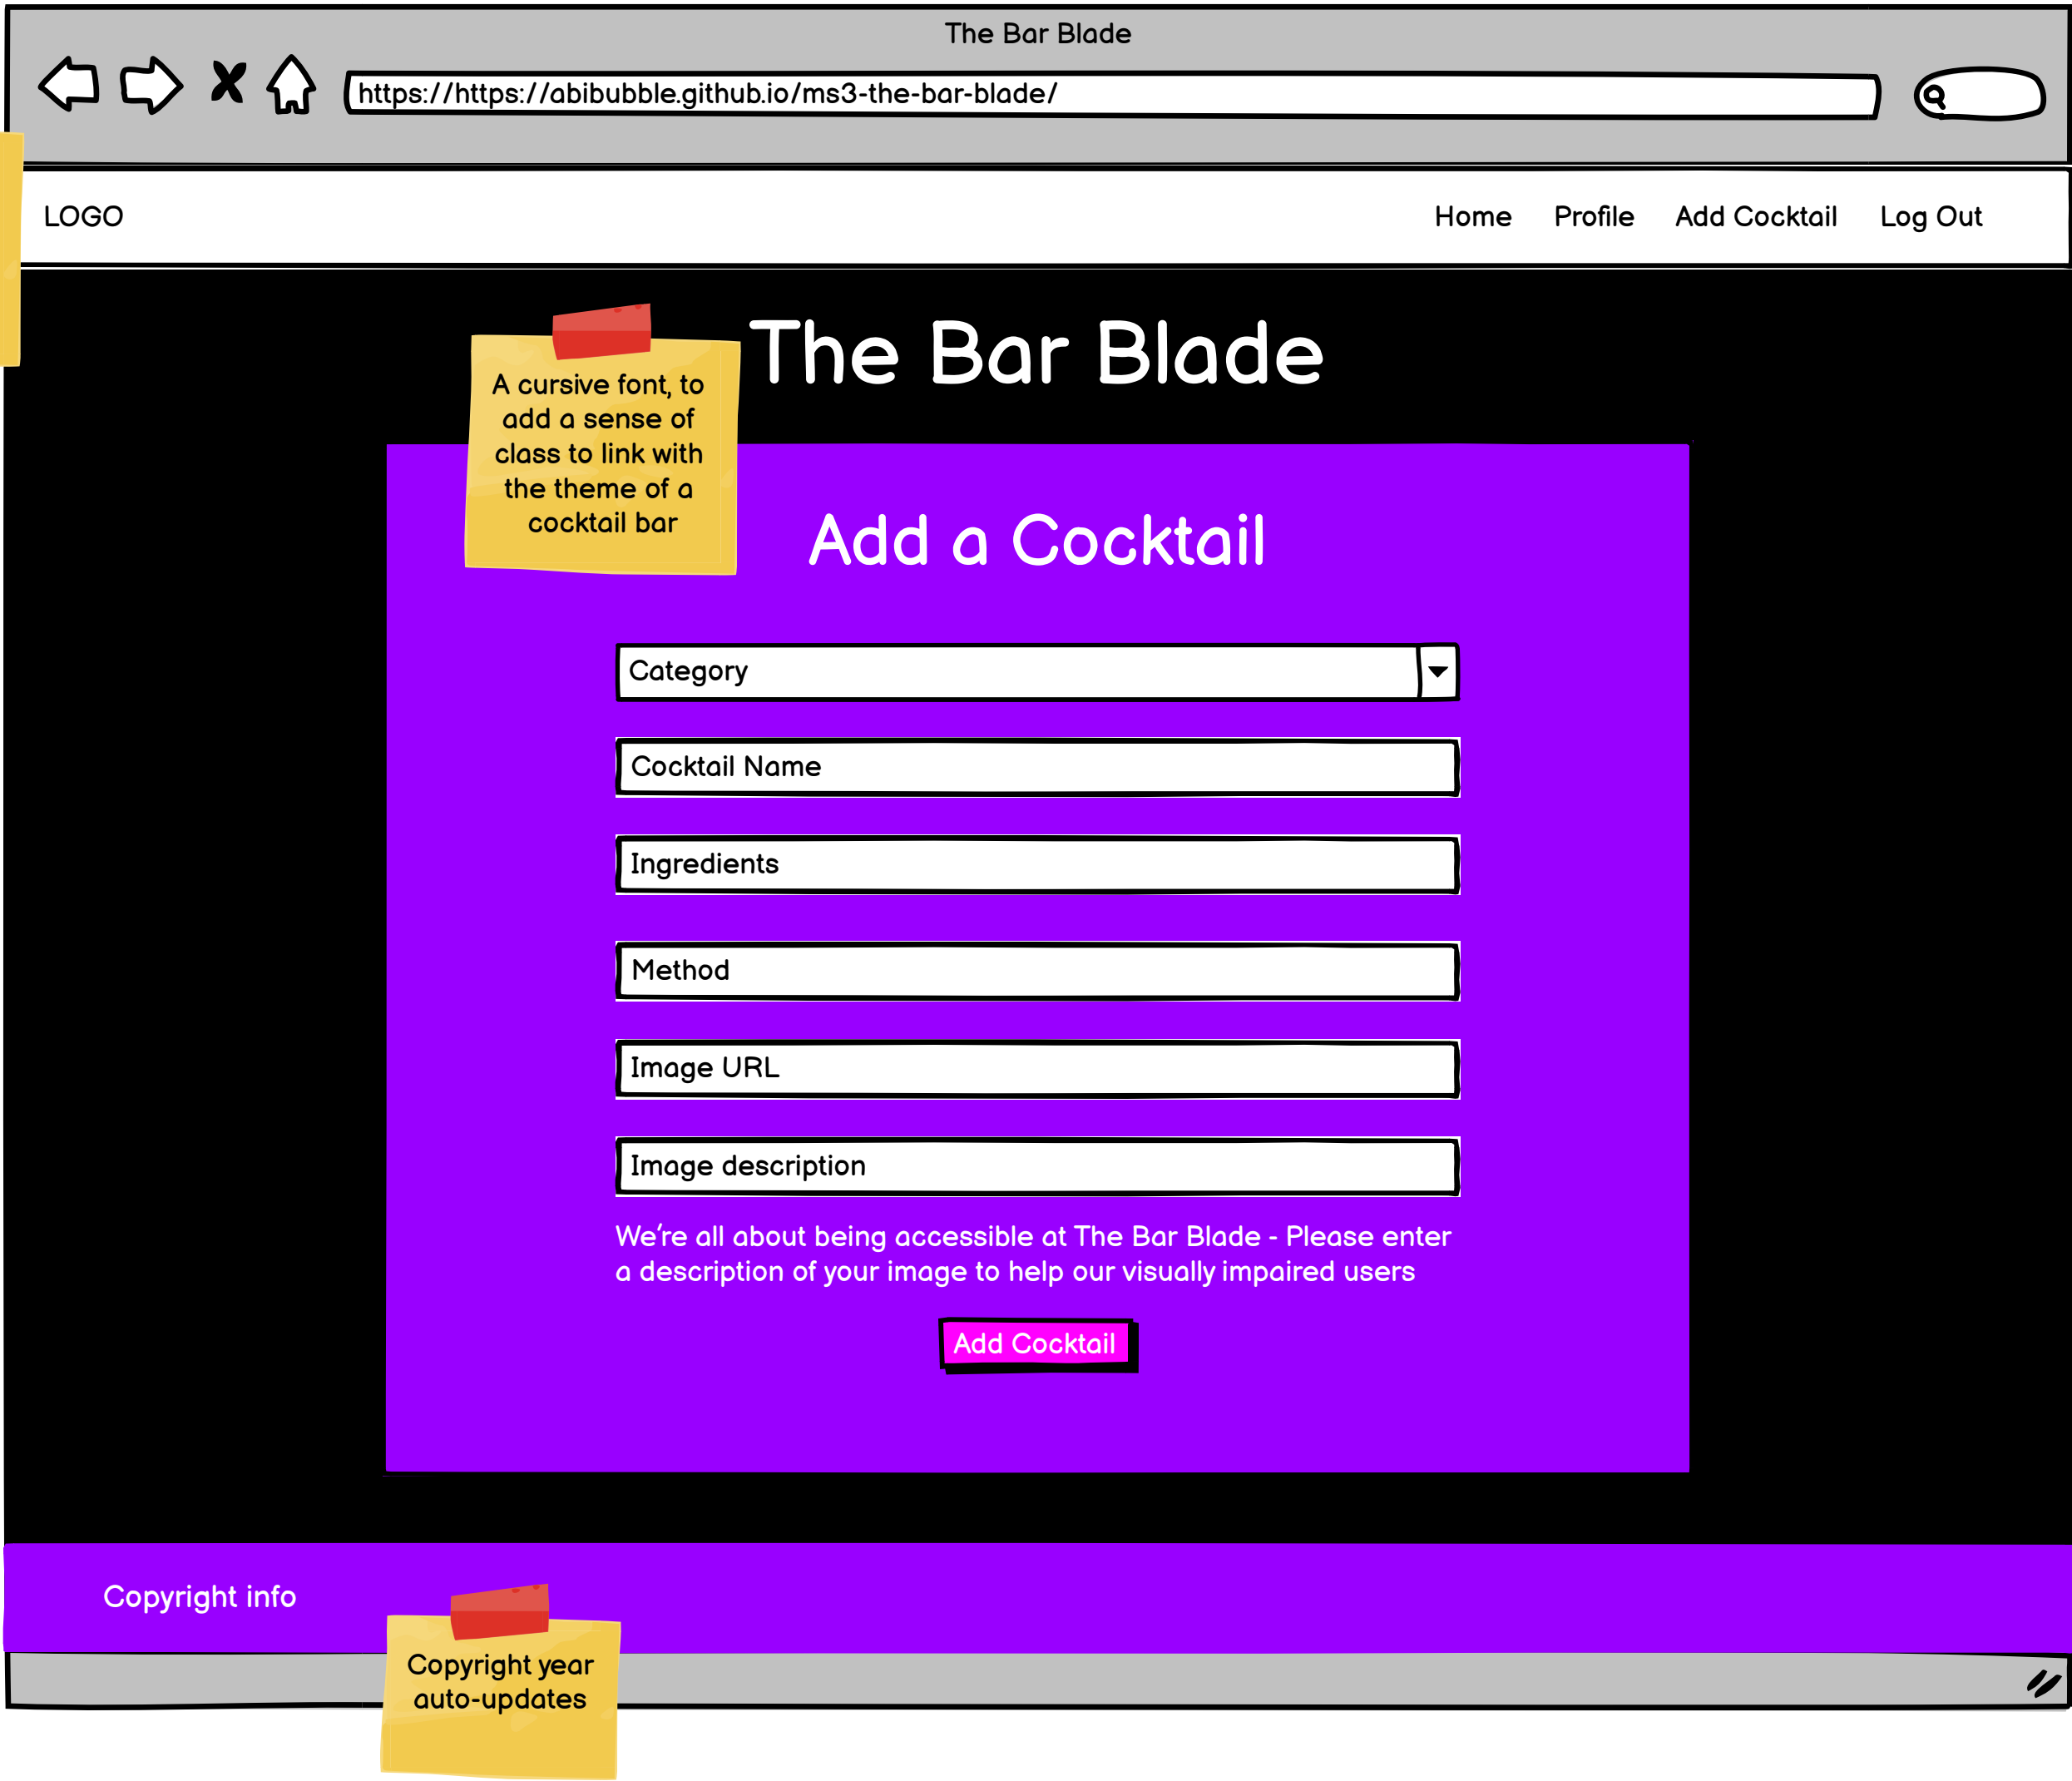 The Bar Blade
https://https://abibubble.github.io/ms3-the-bar-blade/
LOGO
Home Profile Add Cocktail Log Out
The Bar Blade
A cursive font, to
add a sense of
class to link with
the theme of a
cocktail bar
Add a Cocktail
Category
Cocktail Name
Ingredients
Method
Image URL
Image description
We're all about being accessible at The Bar Blade - Please enter
a description of your image to help our visually impaired users
Add Cocktail
Copyright info
Copyright year
auto-updates